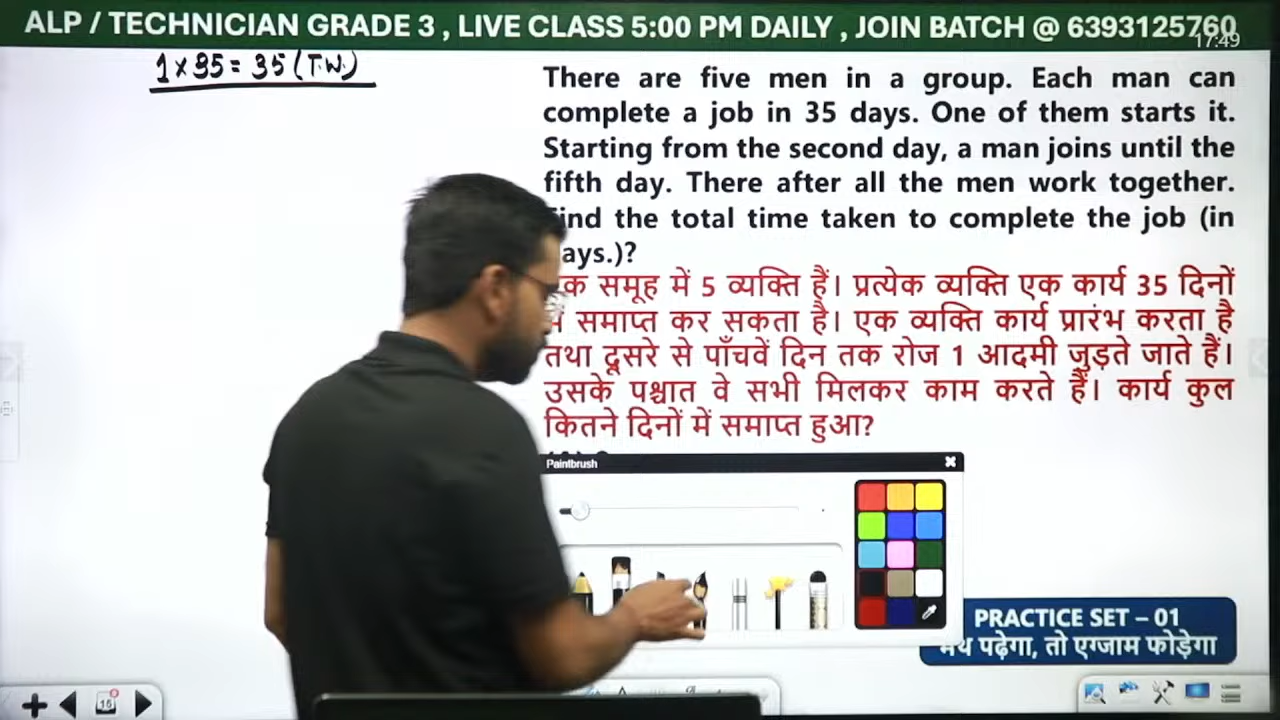 ALP / TECHNICIAN GRADE 3 , LIVE CLASS 5:00 PM DAILY , JOIN BATCH @ 6393125760
17:49
1×35=35(T.W.)
There are five men in a group. Each man can
complete a job in 35 days. One of them starts it.
Starting from the second day, a man joins until the
fifth day. There after all the men work together.
ind the total time taken to complete the job (in
ays.)?
क समूह में 5 व्यक्ति हैं। प्रत्येक व्यक्ति एक कार्य 35 दिनों
समाप्त कर सकता है। एक व्यक्ति कार्य प्रारंभ करता है
तथा दूसरे से पाँचवें दिन तक रोज 1 आदमी जुड़ते जाते हैं।
उसके पश्चात वे सभी मिलकर काम करते हैं। कार्य कुल
कितने दिनों में समाप्त हुआ?
Paintbrush
PRACTICE SET – 01
मैथ पढ़ेगा, तो एग्जाम फोड़ेगा